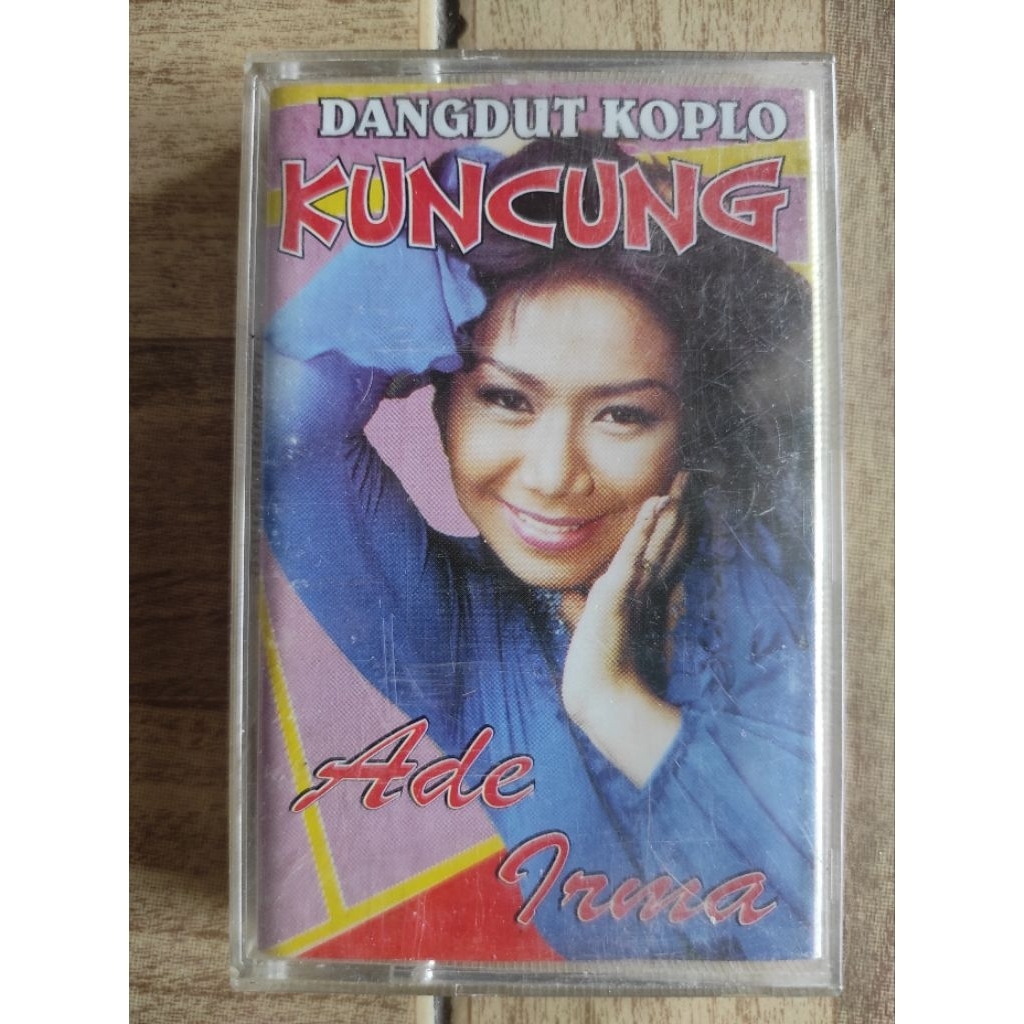 DANGDUT KOPLO
KUNCUNG
Ade
Irma